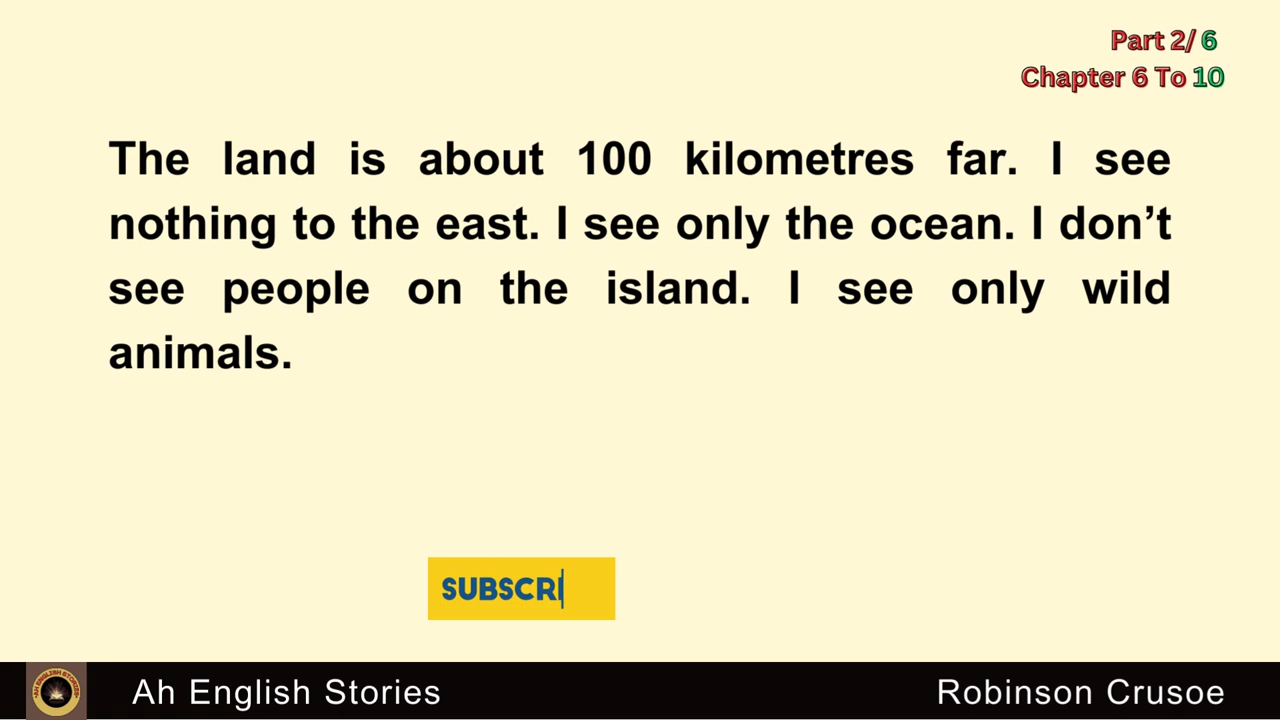 Part 2/ 6
Chapter 6 To 10
The land is about 100 kilometres far. I see
nothing to the east. I see only the ocean. I don’t
see people on the island. I see only wild
animals.
SUBSCRI
Ah English Stories
Robinson Crusoe